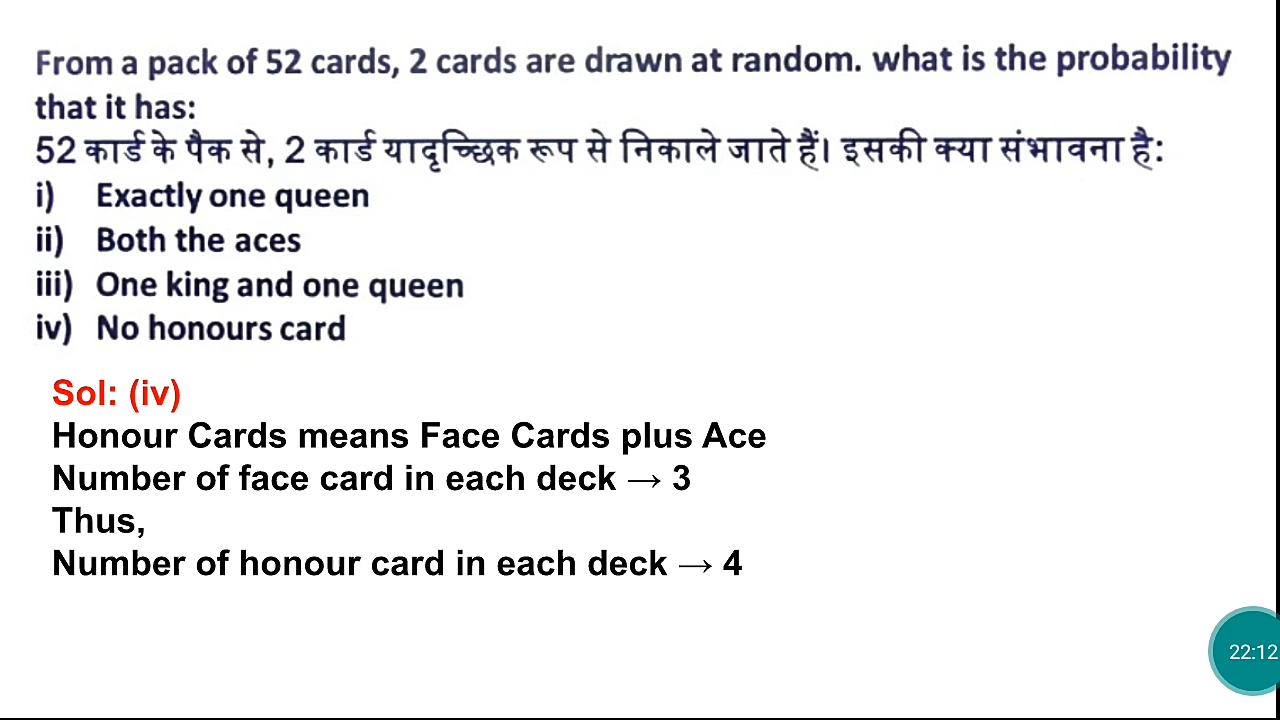 From a pack of 52 cards, 2 cards are drawn at random. what is the probability
that it has:
52 कार्ड के पैक से, 2 कार्ड यादृच्छिक रूप से निकाले जाते हैं। इसकी क्या संभावना है:
i) Exactly one queen
ii) Both the aces
iii) One king and one queen
iv) No honours card
Sol: (iv)
Honour Cards means Face Cards plus Ace
Number of face card in each deck → 3
Thus,
Number of honour card in each deck → 4
22:12